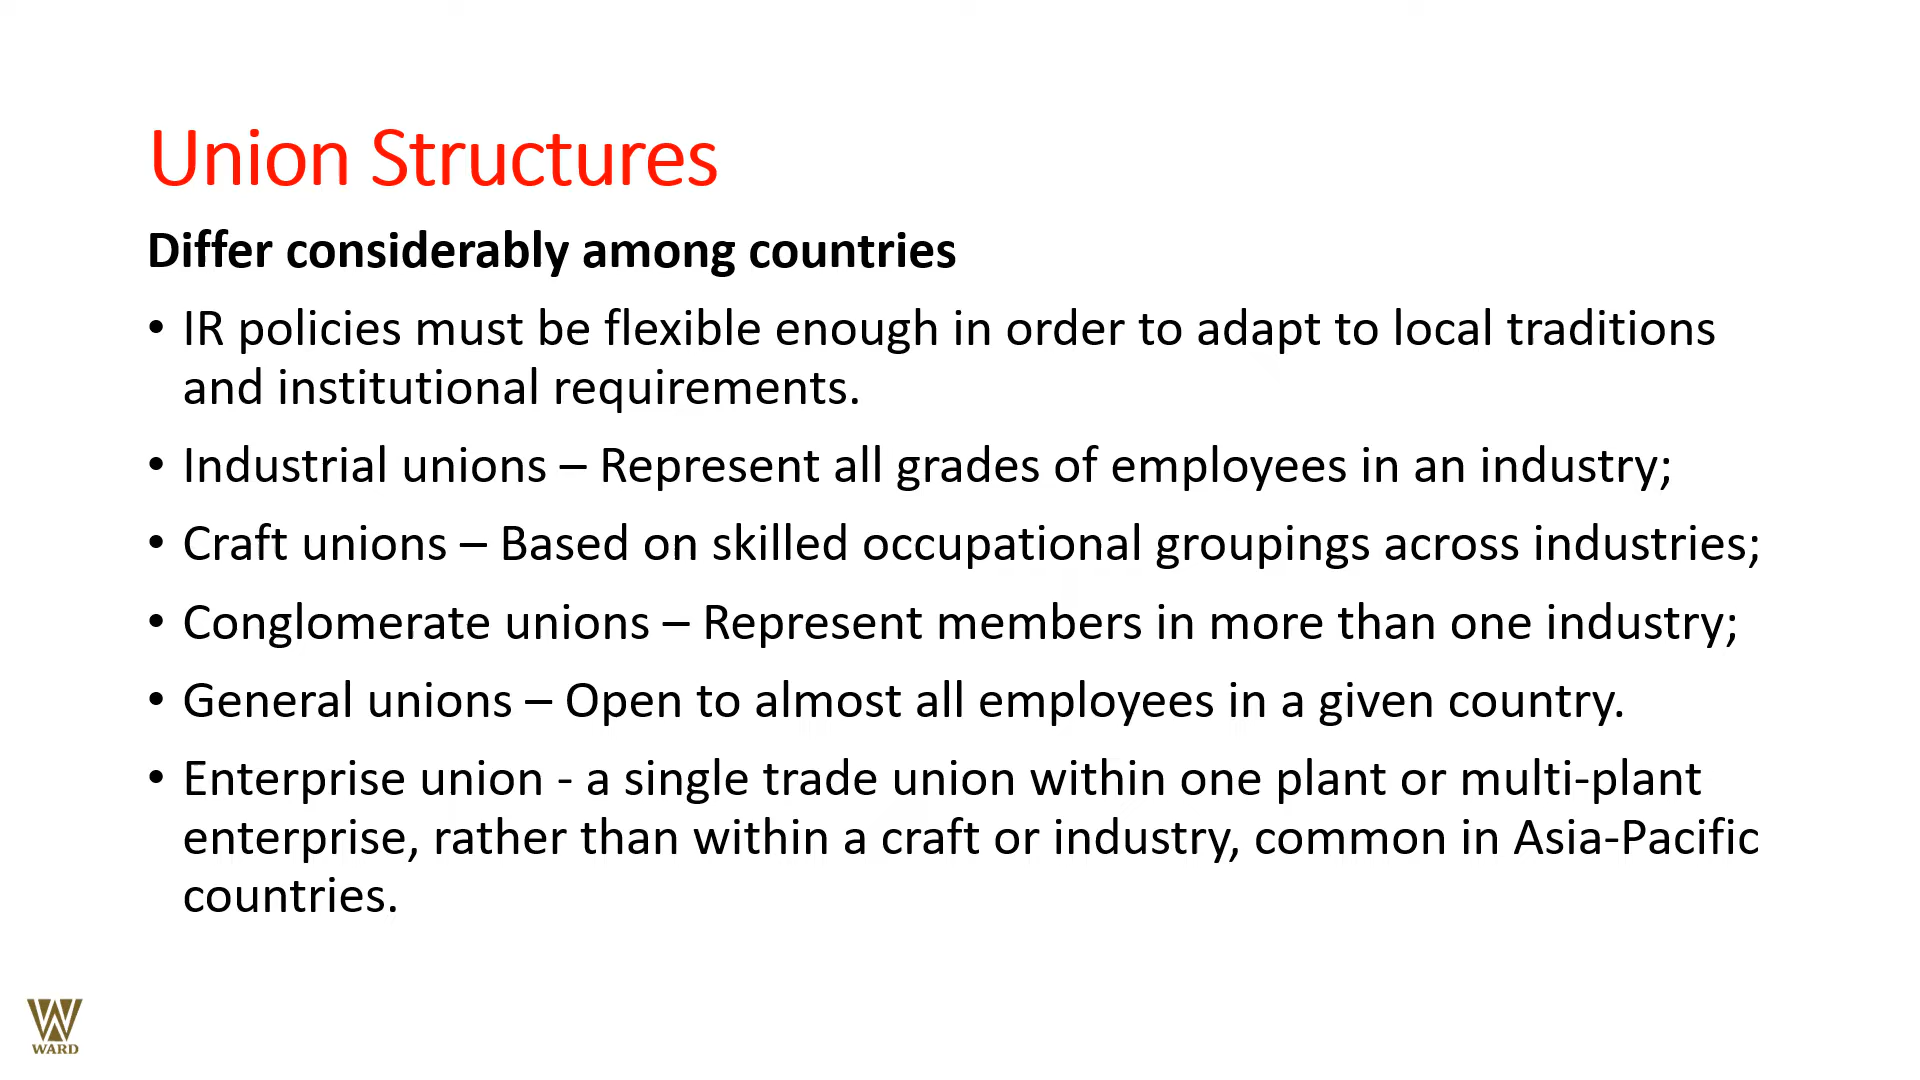 Union Structures
Differ considerably among countries
• IR policies must be flexible enough in order to adapt to local traditions
and institutional requirements.
• Industrial unions – Represent all grades of employees in an industry;
• Craft unions – Based on skilled occupational groupings across industries;
• Conglomerate unions – Represent members in more than one industry;
• General unions – Open to almost all employees in a given country.
• Enterprise union - a single trade union within one plant or multi-plant
enterprise, rather than within a craft or industry, common in Asia-Pacific
countries.
WARD